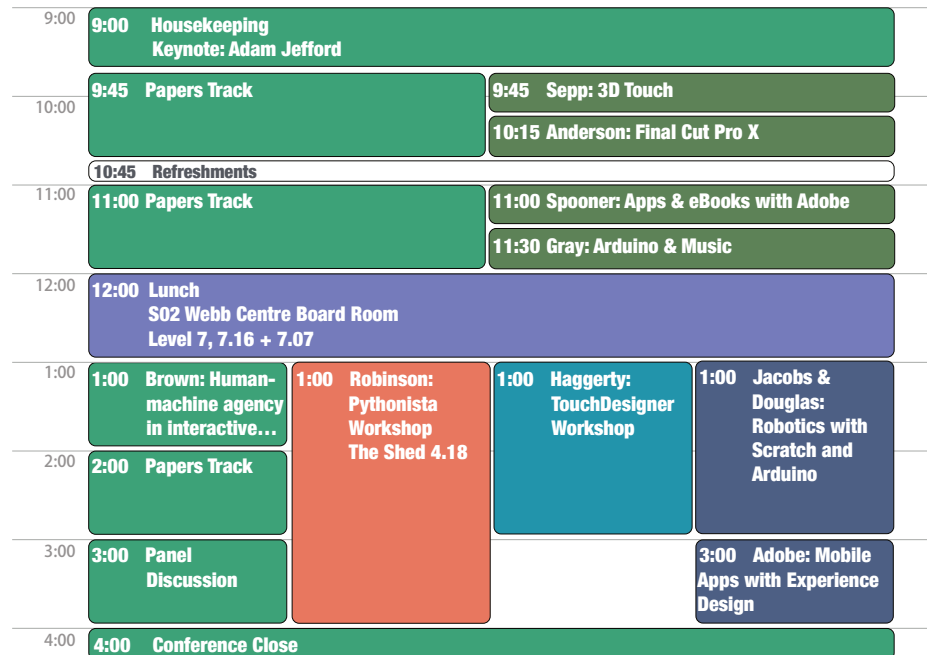 9:00
9:00 Housekeeping
Keynote: Adam Jefford
9:45 Papers Track
9:45 Sepp: 3D Touch
10:00
10:15 Anderson: Final Cut Pro X
10:45 Refreshments
11:00
11:00 Papers Track
11:00 Spooner: Apps & eBooks with Adobe
11:30 Gray: Arduino & Music
12:00
12:00 Lunch
S02 Webb Centre Board Room
Level 7, 7.16 + 7.07
1:00
1:00 Brown: Human-
machine agency
in interactive...
1:00 Robinson:
Pythonista
Workshop
The Shed 4.18
1:00 Haggerty:
TouchDesigner
Workshop
1:00 Jacobs &
Douglas:
Robotics with
Scratch and
Arduino
2:00
2:00 Papers Track
3:00
3:00 Panel
Discussion
3:00 Adobe: Mobile
Apps with Experience
Design
4:00
4:00 Conference Close